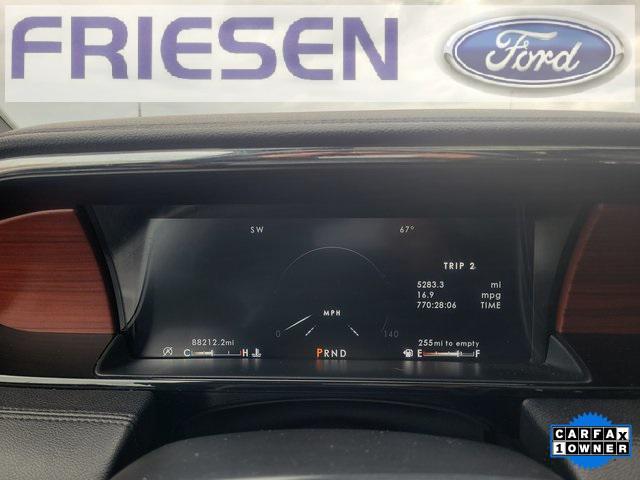 FRIESEN
Ford
SW 67°
TRIP 2
5283.3 mi
16.9 mpg
770:28:06 TIME
MPH
0 140
88212.2mi
255mi to empty
C H
PRND
E F
CARFAX
1 OWNER